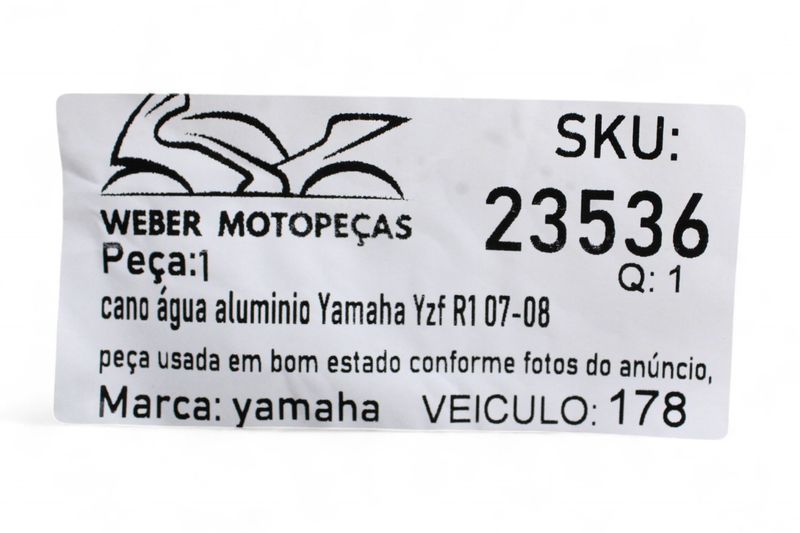 SKU:
23536
Q: 1
WEBER MOTOPEÇAS
Peça:1
cano água aluminio Yamaha Yzf R1 07-08
peça usada em bom estado conforme fotos do anúncio,
Marca: yamaha VEICULO: 178